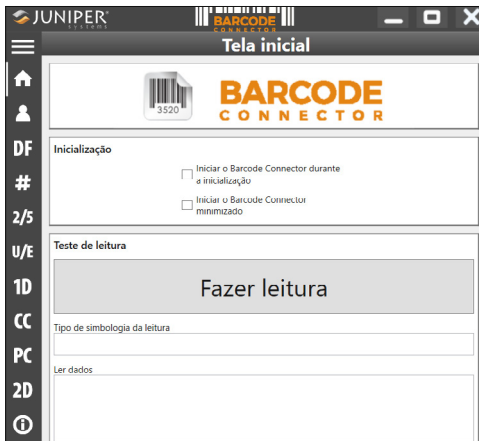 JUNIPER
systems
BARCODE
CONNECTOR
Tela inicial
3520
BARCODE
CONNECTOR
DF
#
2/5
U/E
1D
CC
PC
2D
Inicialização
Iniciar o Barcode Connector durante
a inicialização
Iniciar o Barcode Connector
minimizado
Teste de leitura
Fazer leitura
Tipo de simbologia da leitura
Ler dados